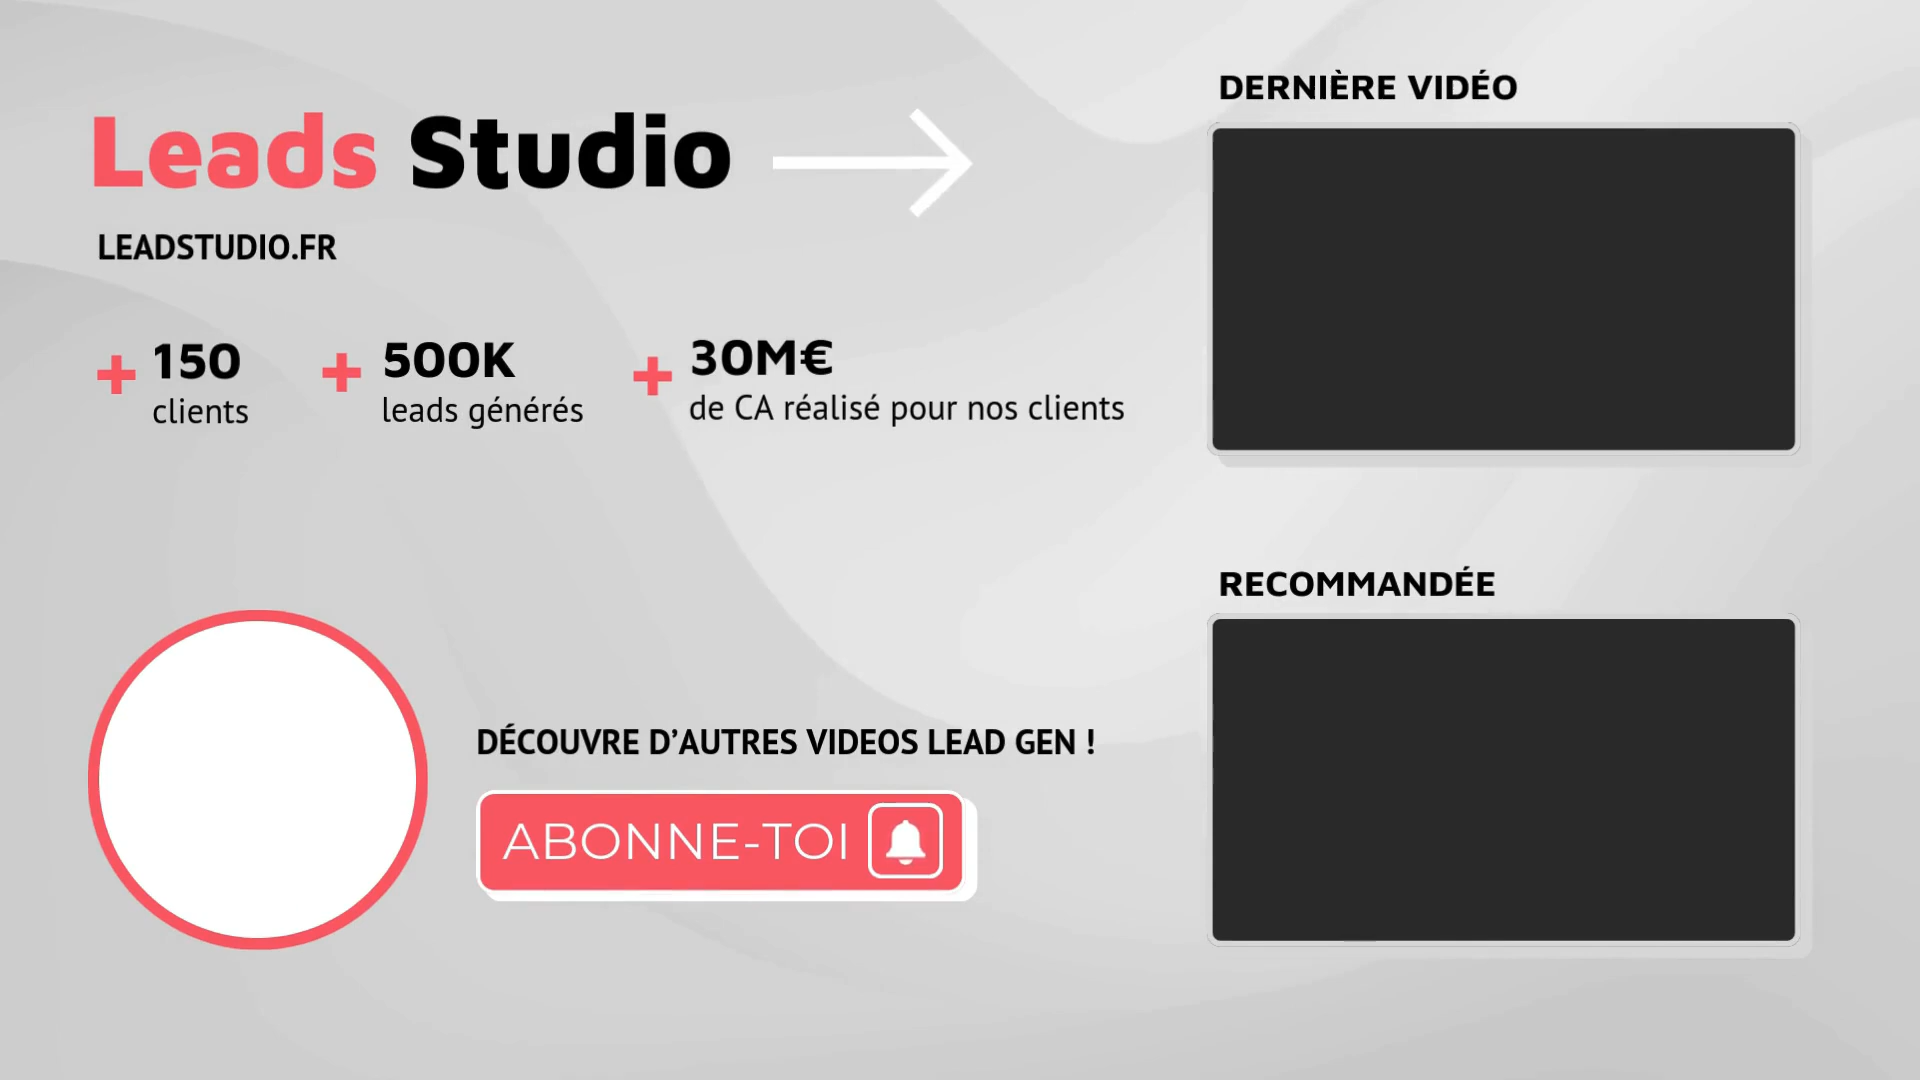 Leads Studio
LEADSTUDIO.FR
+ 150
clients
+ 500K
leads générés
+ 30M€
de CA réalisé pour nos clients
DERNIÈRE VIDÉO
RECOMMANDÉE
DÉCOUVRE D’AUTRES VIDEOS LEAD GEN !
ABONNE-TOI